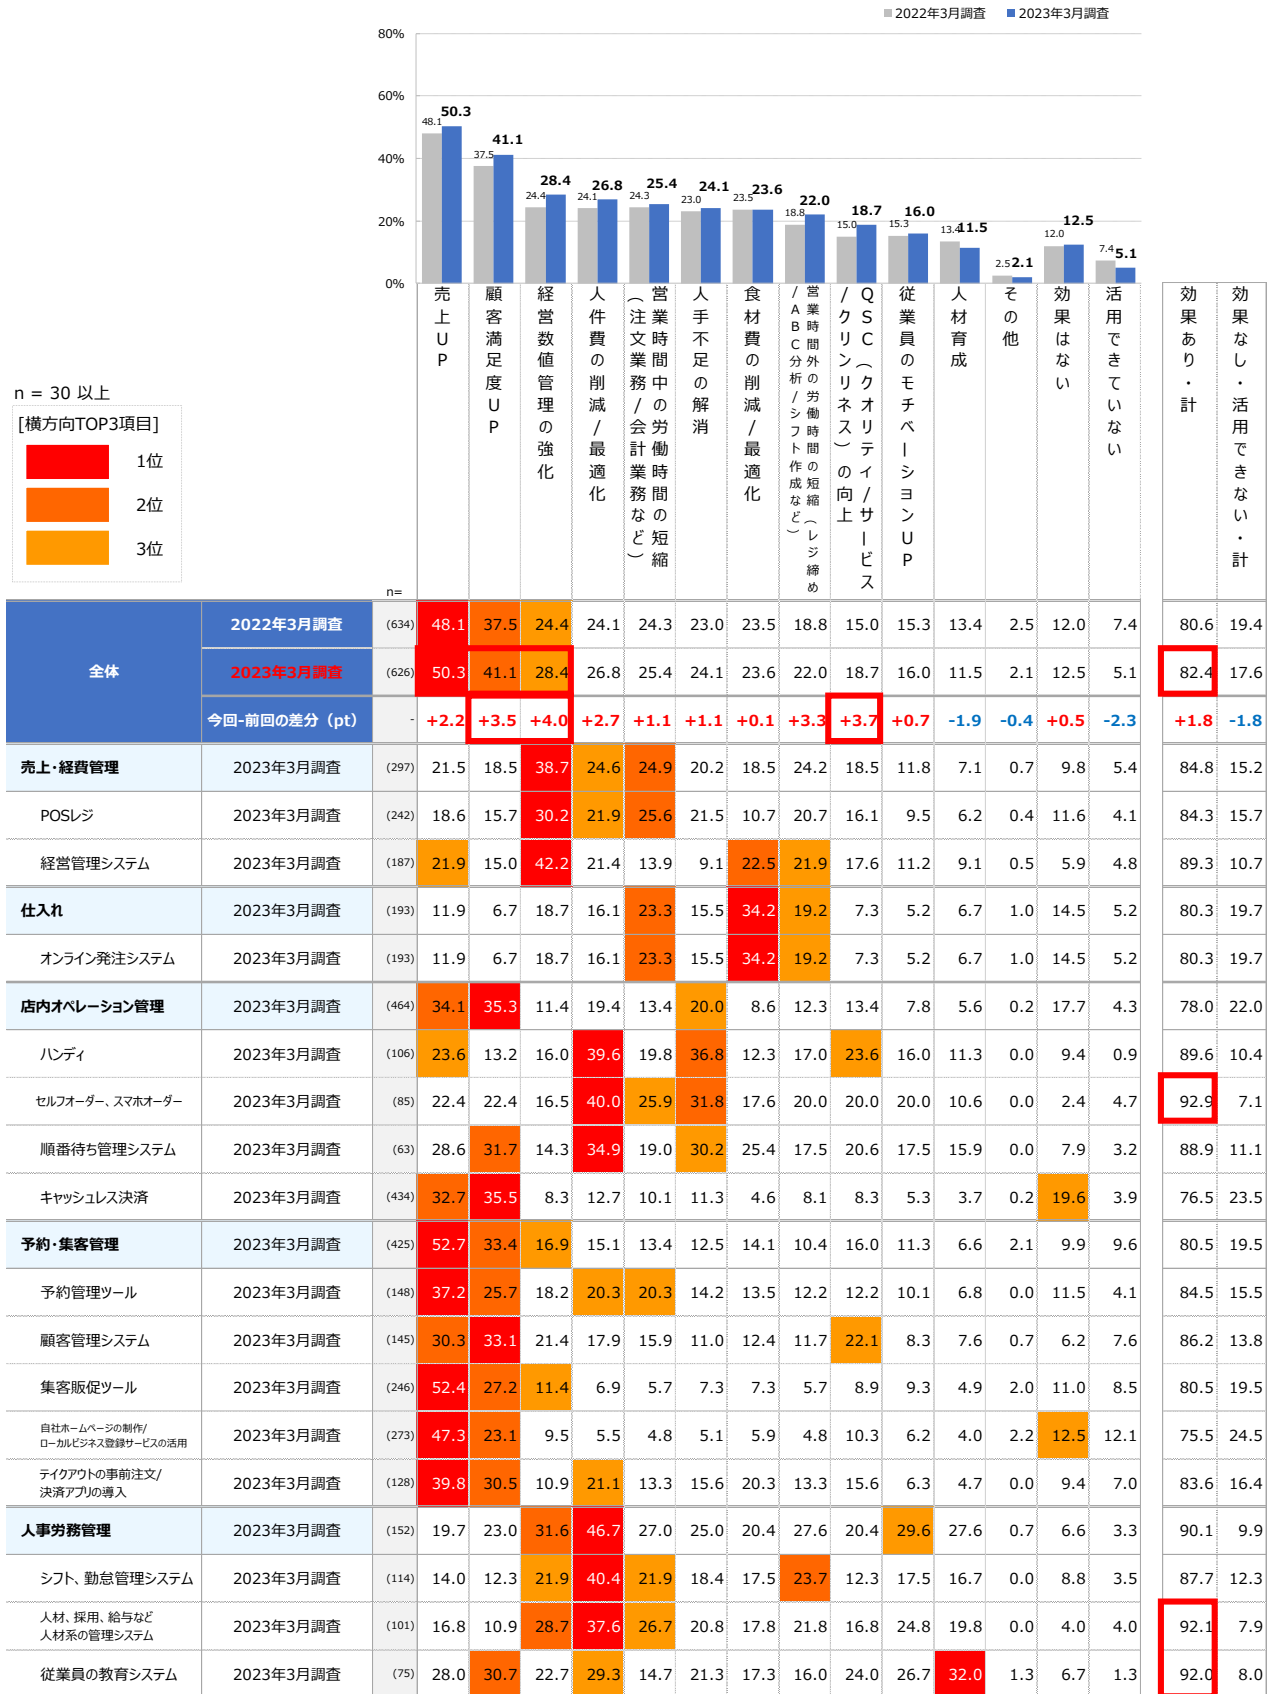 2022年3月調査 2023年3月調査
80%
60%
40%
20%
0%
48.1 50.3
37.5 41.1
24.4 28.4
24.1 26.8
24.3 25.4
23.0 24.1
23.5 23.6
18.8 22.0
15.0 18.7
15.3 16.0
13.4 11.5
2.5 2.1
12.0 12.5
7.4 5.1
売上UP
顧客満足度UP
経営数値管理の強化
人件費の削減/最適化
営業時間中の労働時間の短縮
(注文業務/会計業務など)
人手不足の解消
食材費の削減/最適化
営業時間外の労働時間の短縮(レジ締め
/ABC分析/シフト作成など)
QSC(クオリティ/サービス
/クリンリネス)の向上
従業員のモチベーションUP
人材育成
その他
効果はない
活用できていない
効果あり・計
効果なし・活用できない・計
n = 30 以上
[横方向TOP3項目]
1位
2位
3位
n=
全体
2022年3月調査 (634) 48.1 37.5 24.4 24.1 24.3 23.0 23.5 18.8 15.0 15.3 13.4 2.5 12.0 7.4 80.6 19.4
2023年3月調査 (626) 50.3 41.1 28.4 26.8 25.4 24.1 23.6 22.0 18.7 16.0 11.5 2.1 12.5 5.1 82.4 17.6
今回-前回の差分(pt) - +2.2 +3.5 +4.0 +2.7 +1.1 +1.1 +0.1 +3.3 +3.7 +0.7 -1.9 -0.4 +0.5 -2.3 +1.8 -1.8
売上・経費管理 2023年3月調査 (297) 21.5 18.5 38.7 24.6 24.9 20.2 18.5 24.2 18.5 11.8 7.1 0.7 9.8 5.4 84.8 15.2
POSレジ 2023年3月調査 (242) 18.6 15.7 30.2 21.9 25.6 21.5 10.7 20.7 16.1 9.5 6.2 0.4 11.6 4.1 84.3 15.7
経営管理システム 2023年3月調査 (187) 21.9 15.0 42.2 21.4 13.9 9.1 22.5 21.9 17.6 11.2 9.1 0.5 5.9 4.8 89.3 10.7
仕入れ 2023年3月調査 (193) 11.9 6.7 18.7 16.1 23.3 15.5 34.2 19.2 7.3 5.2 6.7 1.0 14.5 5.2 80.3 19.7
オンライン発注システム 2023年3月調査 (193) 11.9 6.7 18.7 16.1 23.3 15.5 34.2 19.2 7.3 5.2 6.7 1.0 14.5 5.2 80.3 19.7
店内オペレーション管理 2023年3月調査 (464) 34.1 35.3 11.4 19.4 13.4 20.0 8.6 12.3 13.4 7.8 5.6 0.2 17.7 4.3 78.0 22.0
ハンディ 2023年3月調査 (106) 23.6 13.2 16.0 39.6 19.8 36.8 12.3 17.0 23.6 16.0 11.3 0.0 9.4 0.9 89.6 10.4
セルフオーダー、スマホオーダー 2023年3月調査 (85) 22.4 22.4 16.5 40.0 25.9 31.8 17.6 20.0 20.0 20.0 10.6 0.0 2.4 4.7 92.9 7.1
順番待ち管理システム 2023年3月調査 (63) 28.6 31.7 14.3 34.9 19.0 30.2 25.4 17.5 20.6 17.5 15.9 0.0 7.9 3.2 88.9 11.1
キャッシュレス決済 2023年3月調査 (434) 32.7 35.5 8.3 12.7 10.1 11.3 4.6 8.1 8.3 5.3 3.7 0.2 19.6 3.9 76.5 23.5
予約・集客管理 2023年3月調査 (425) 52.7 33.4 16.9 15.1 13.4 12.5 14.1 10.4 16.0 11.3 6.6 2.1 9.9 9.6 80.5 19.5
予約管理ツール 2023年3月調査 (148) 37.2 25.7 18.2 20.3 20.3 14.2 13.5 12.2 12.2 10.1 6.8 0.0 11.5 4.1 84.5 15.5
顧客管理システム 2023年3月調査 (145) 30.3 33.1 21.4 17.9 15.9 11.0 12.4 11.7 22.1 8.3 7.6 0.7 6.2 7.6 86.2 13.8
集客販促ツール 2023年3月調査 (246) 52.4 27.2 11.4 6.9 5.7 7.3 7.3 5.7 8.9 9.3 4.9 2.0 11.0 8.5 80.5 19.5
自社ホームページの制作/
ローカルビジネス登録サービスの活用 2023年3月調査 (273) 47.3 23.1 9.5 5.5 4.8 5.1 5.9 4.8 10.3 6.2 4.0 2.2 12.5 12.1 75.5 24.5
テイクアウトの事前注文/
決済アプリの導入 2023年3月調査 (128) 39.8 30.5 10.9 21.1 13.3 15.6 20.3 13.3 15.6 6.3 4.7 0.0 9.4 7.0 83.6 16.4
人事労務管理 2023年3月調査 (152) 19.7 23.0 31.6 46.7 27.0 25.0 20.4 27.6 20.4 29.6 27.6 0.7 6.6 3.3 90.1 9.9
シフト、勤怠管理システム 2023年3月調査 (114) 14.0 12.3 21.9 40.4 21.9 18.4 17.5 23.7 12.3 17.5 16.7 0.0 8.8 3.5 87.7 12.3
人材、採用、給与など
人材系の管理システム 2023年3月調査 (101) 16.8 10.9 28.7 37.6 26.7 20.8 17.8 21.8 16.8 24.8 19.8 0.0 4.0 4.0 92.1 7.9
従業員の教育システム 2023年3月調査 (75) 28.0 30.7 22.7 29.3 14.7 21.3 17.3 16.0 24.0 26.7 32.0 1.3 6.7 1.3 92.0 8.0